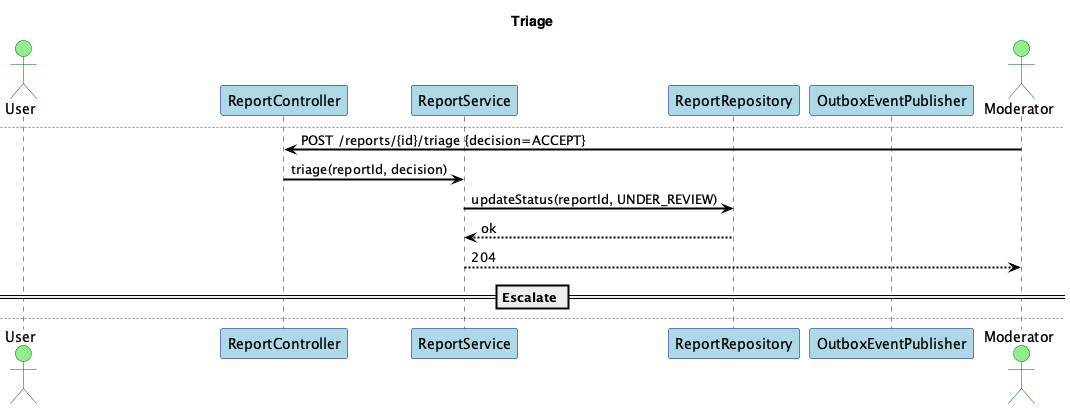 Triage
User
ReportController
ReportService
ReportRepository
OutboxEventPublisher
Moderator
POST /reports/{id}/triage {decision=ACCEPT}
triage(reportId, decision)
updateStatus(reportId, UNDER_REVIEW)
ok
204
Escalate
User
ReportController
ReportService
ReportRepository
OutboxEventPublisher
Moderator